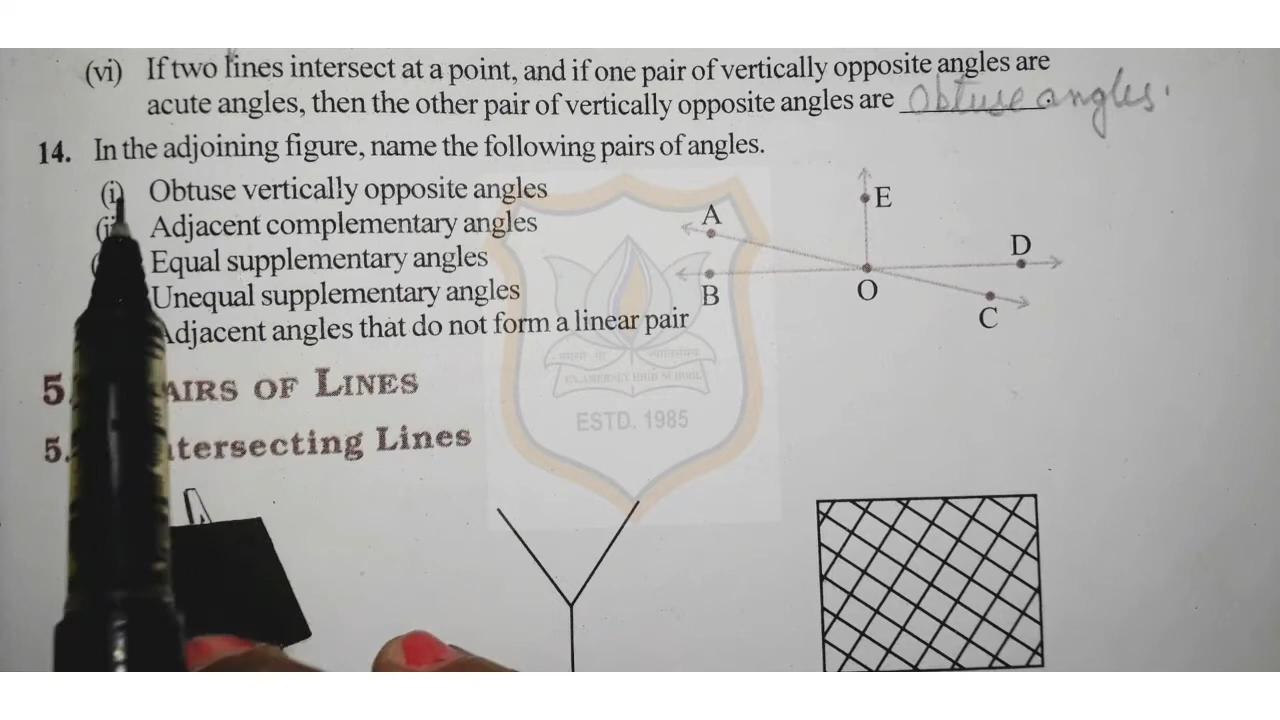 (vi) If two lines intersect at a point, and if one pair of vertically opposite angles are
acute angles, then the other pair of vertically opposite angles are obtuse angles.
14. In the adjoining figure, name the following pairs of angles.
(i) Obtuse vertically opposite angles
Adjacent complementary angles
Equal supplementary angles
Unequal supplementary angles
Adjacent angles that do not form a linear pair
A
E
D
B
O
C
5.
OF LINES
5.
Lines
ESTD. 1985